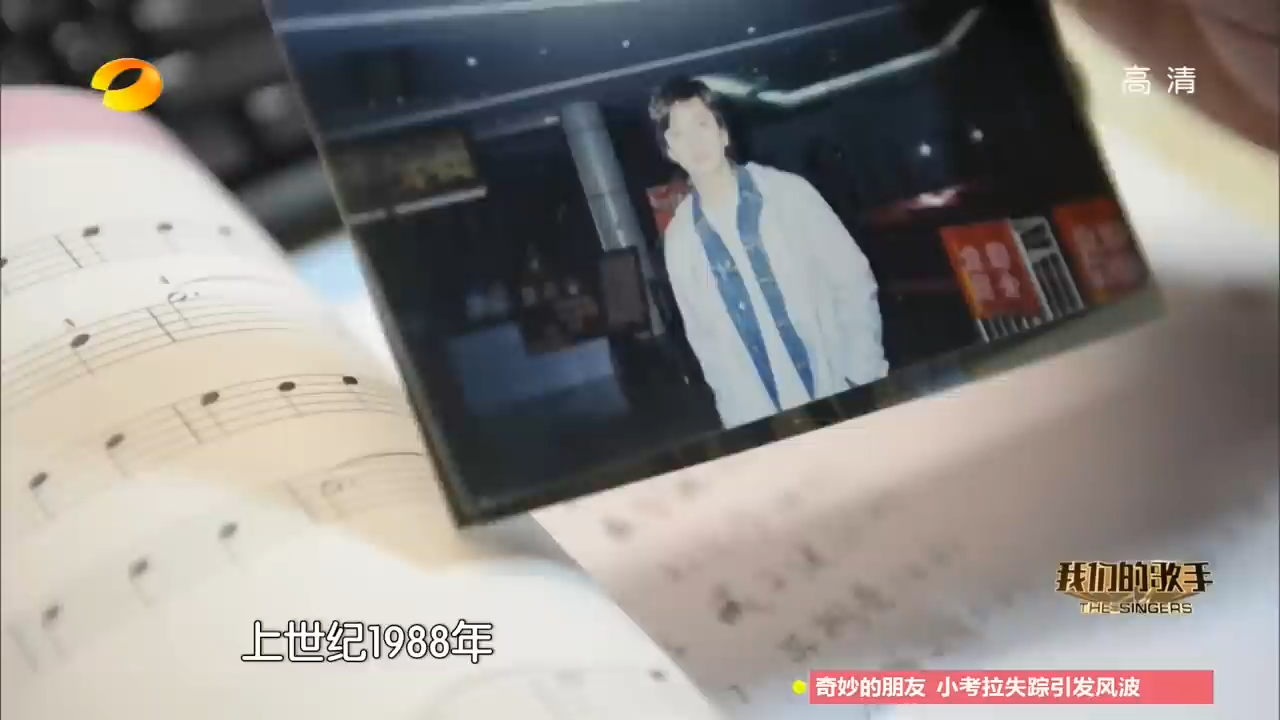 高清
我们的歌手
THE SINGERS
上世纪1988年
奇妙的朋友 小考拉失踪引发风波